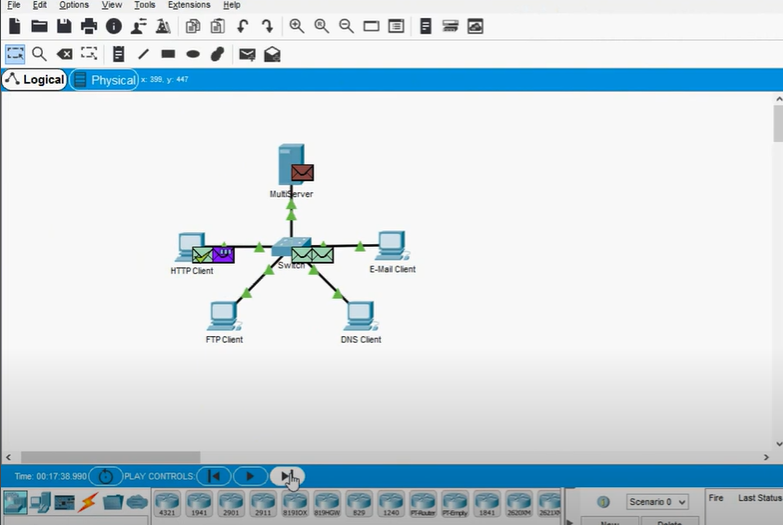 File Edit Options View Tools Extensions Help
Logical Physical x: 399, y: 447
MultiServer
HTTP Client
Switch
E-Mail Client
FTP Client
DNS Client
Time: 00:17:38.990 PLAY CONTROLS:
Scenario 0 Fire Last Status
4321 1941 2901 2911 819IOX 819HGW 829 1240 PT-Router PT-Empty 1841 2620XM 2621X
New Delete